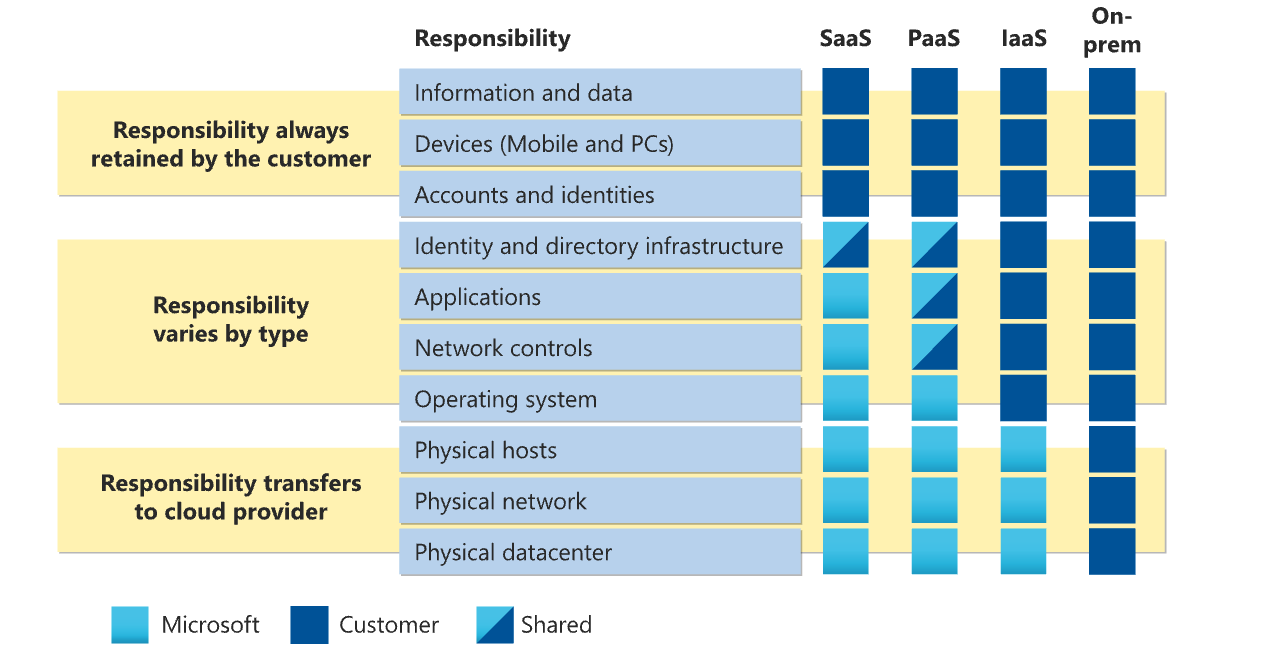 Responsibility SaaS PaaS IaaS On-
prem
Responsibility always
retained by the customer
Information and data
Devices (Mobile and PCs)
Accounts and identities
Responsibility
varies by type
Identity and directory infrastructure
Applications
Network controls
Operating system
Responsibility transfers
to cloud provider
Physical hosts
Physical network
Physical datacenter
Microsoft Customer Shared